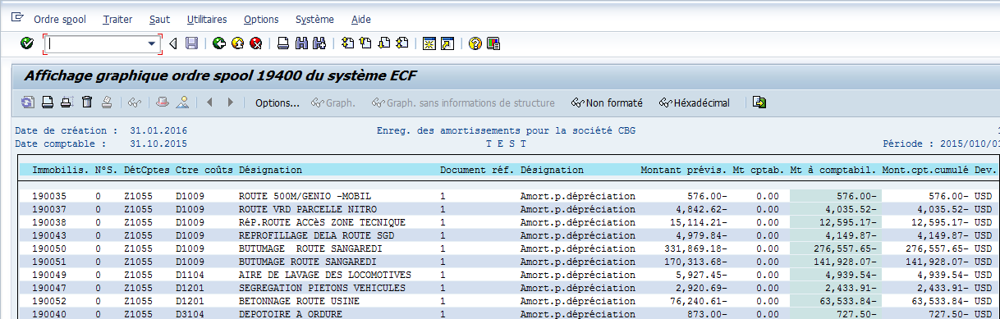 Ordre spool Traiter Saut Utilitaires Options Système Aide
Affichage graphique ordre spool 19400 du système ECF
Options... Graph. Graph. sans informations de structure Non formaté Héxadécimal
Date de création : 31.01.2016 Enreg. des amortissements pour la société CBG 1
Date comptable : 31.10.2015 T E S T Période : 2015/010/01
Immobilis. N°S. DétCptes Ctre coûts Désignation Document réf. Désignation Montant prévis. Mt cptab. Mt à comptabil. Mont.cpt.cumulé Dev.
190035 0 Z1055 D1009 ROUTE 500M/GENIO -MOBIL 1 Amort.p.dépréciation 576.00- 0.00 576.00- 576.00- USD
190037 0 Z1055 D1009 ROUTE VRD PARCELLE NITRO 1 Amort.p.dépréciation 4,842.62- 0.00 4,035.52- 4,035.52- USD
190038 0 Z1055 D1009 RéP.ROUTE ACCèS ZONE TECNIQUE 1 Amort.p.dépréciation 15,114.21- 0.00 12,595.17- 12,595.17- USD
190043 0 Z1055 D1009 REPROFILLAGE DELA ROUTE SGD 1 Amort.p.dépréciation 4,979.84- 0.00 4,149.87- 4,149.87- USD
190050 0 Z1055 D1009 BUTUMAGE ROUTE SANGAREDI 1 Amort.p.dépréciation 331,869.18- 0.00 276,557.65- 276,557.65- USD
190051 0 Z1055 D1009 BUTUMAGE ROUTE SANGAREDI 1 Amort.p.dépréciation 170,313.68- 0.00 141,928.07- 141,928.07- USD
190049 0 Z1055 D1104 AIRE DE LAVAGE DES LOCOMOTIVES 1 Amort.p.dépréciation 5,927.45- 0.00 4,939.54- 4,939.54- USD
190047 0 Z1055 D1201 SEGREGATION PIETONS VEHICULES 1 Amort.p.dépréciation 2,920.69- 0.00 2,433.91- 2,433.91- USD
190052 0 Z1055 D1201 BETONNAGE ROUTE USINE 1 Amort.p.dépréciation 76,240.61- 0.00 63,533.84- 63,533.84- USD
190040 0 Z1055 D3104 DEPOTOIRE A ORDURE 1 Amort.p.dépréciation 873.00- 0.00 727.50- 727.50- USD